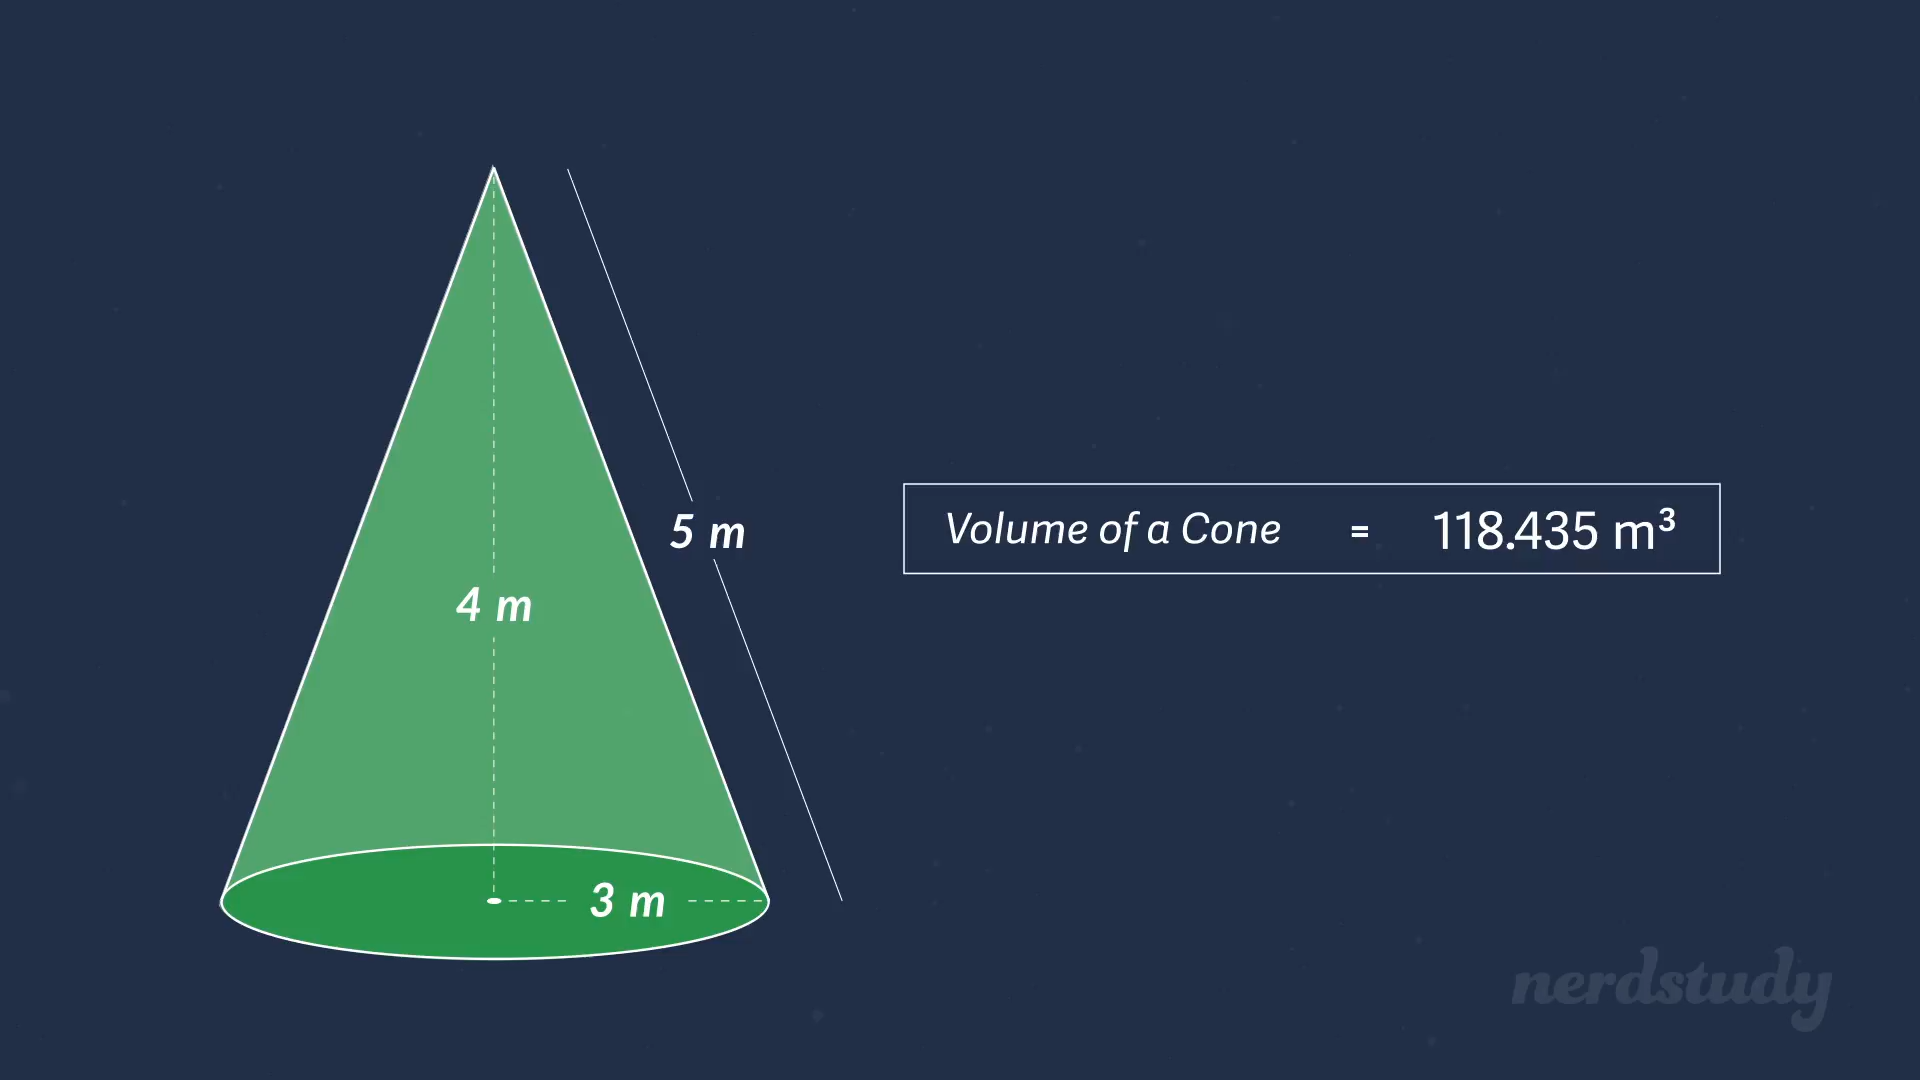 5 m
4 m
3 m
Volume of a Cone = 118.435 m³
nerdstudy